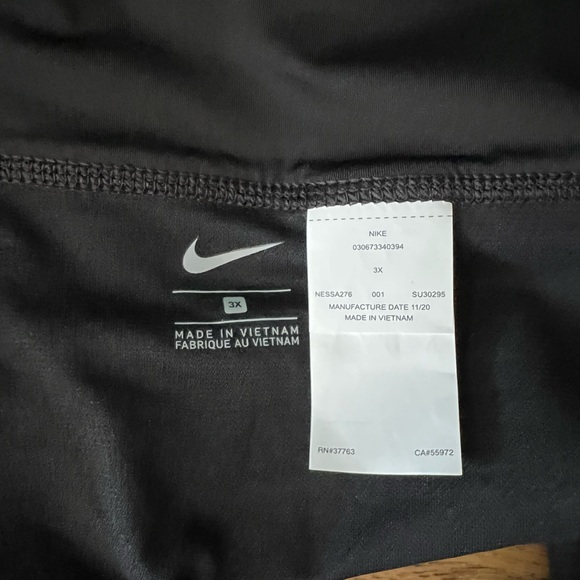 3X
MADE IN VIETNAM
FABRIQUE AU VIETNAM
NIKE
030673340394
3X
NESSA276 001 SU30295
MANUFACTURE DATE 11/20
MADE IN VIETNAM
RN#37763 CA#55972